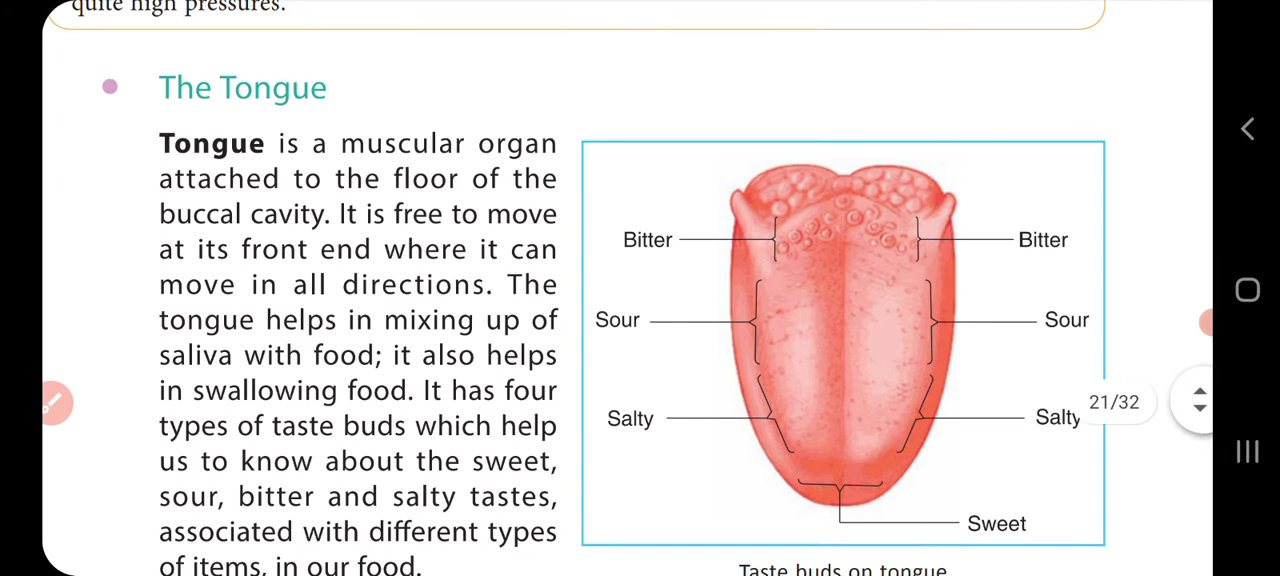 quite high pressures.
The Tongue
Tongue is a muscular organ
attached to the floor of the
buccal cavity. It is free to move
at its front end where it can
move in all directions. The
tongue helps in mixing up of
saliva with food; it also helps
in swallowing food. It has four
types of taste buds which help
us to know about the sweet,
sour, bitter and salty tastes,
associated with different types
of items, in our food.
Bitter
Bitter
Sour
Sour
Salty
Salty
21/32
Sweet
Taste buds on tongue